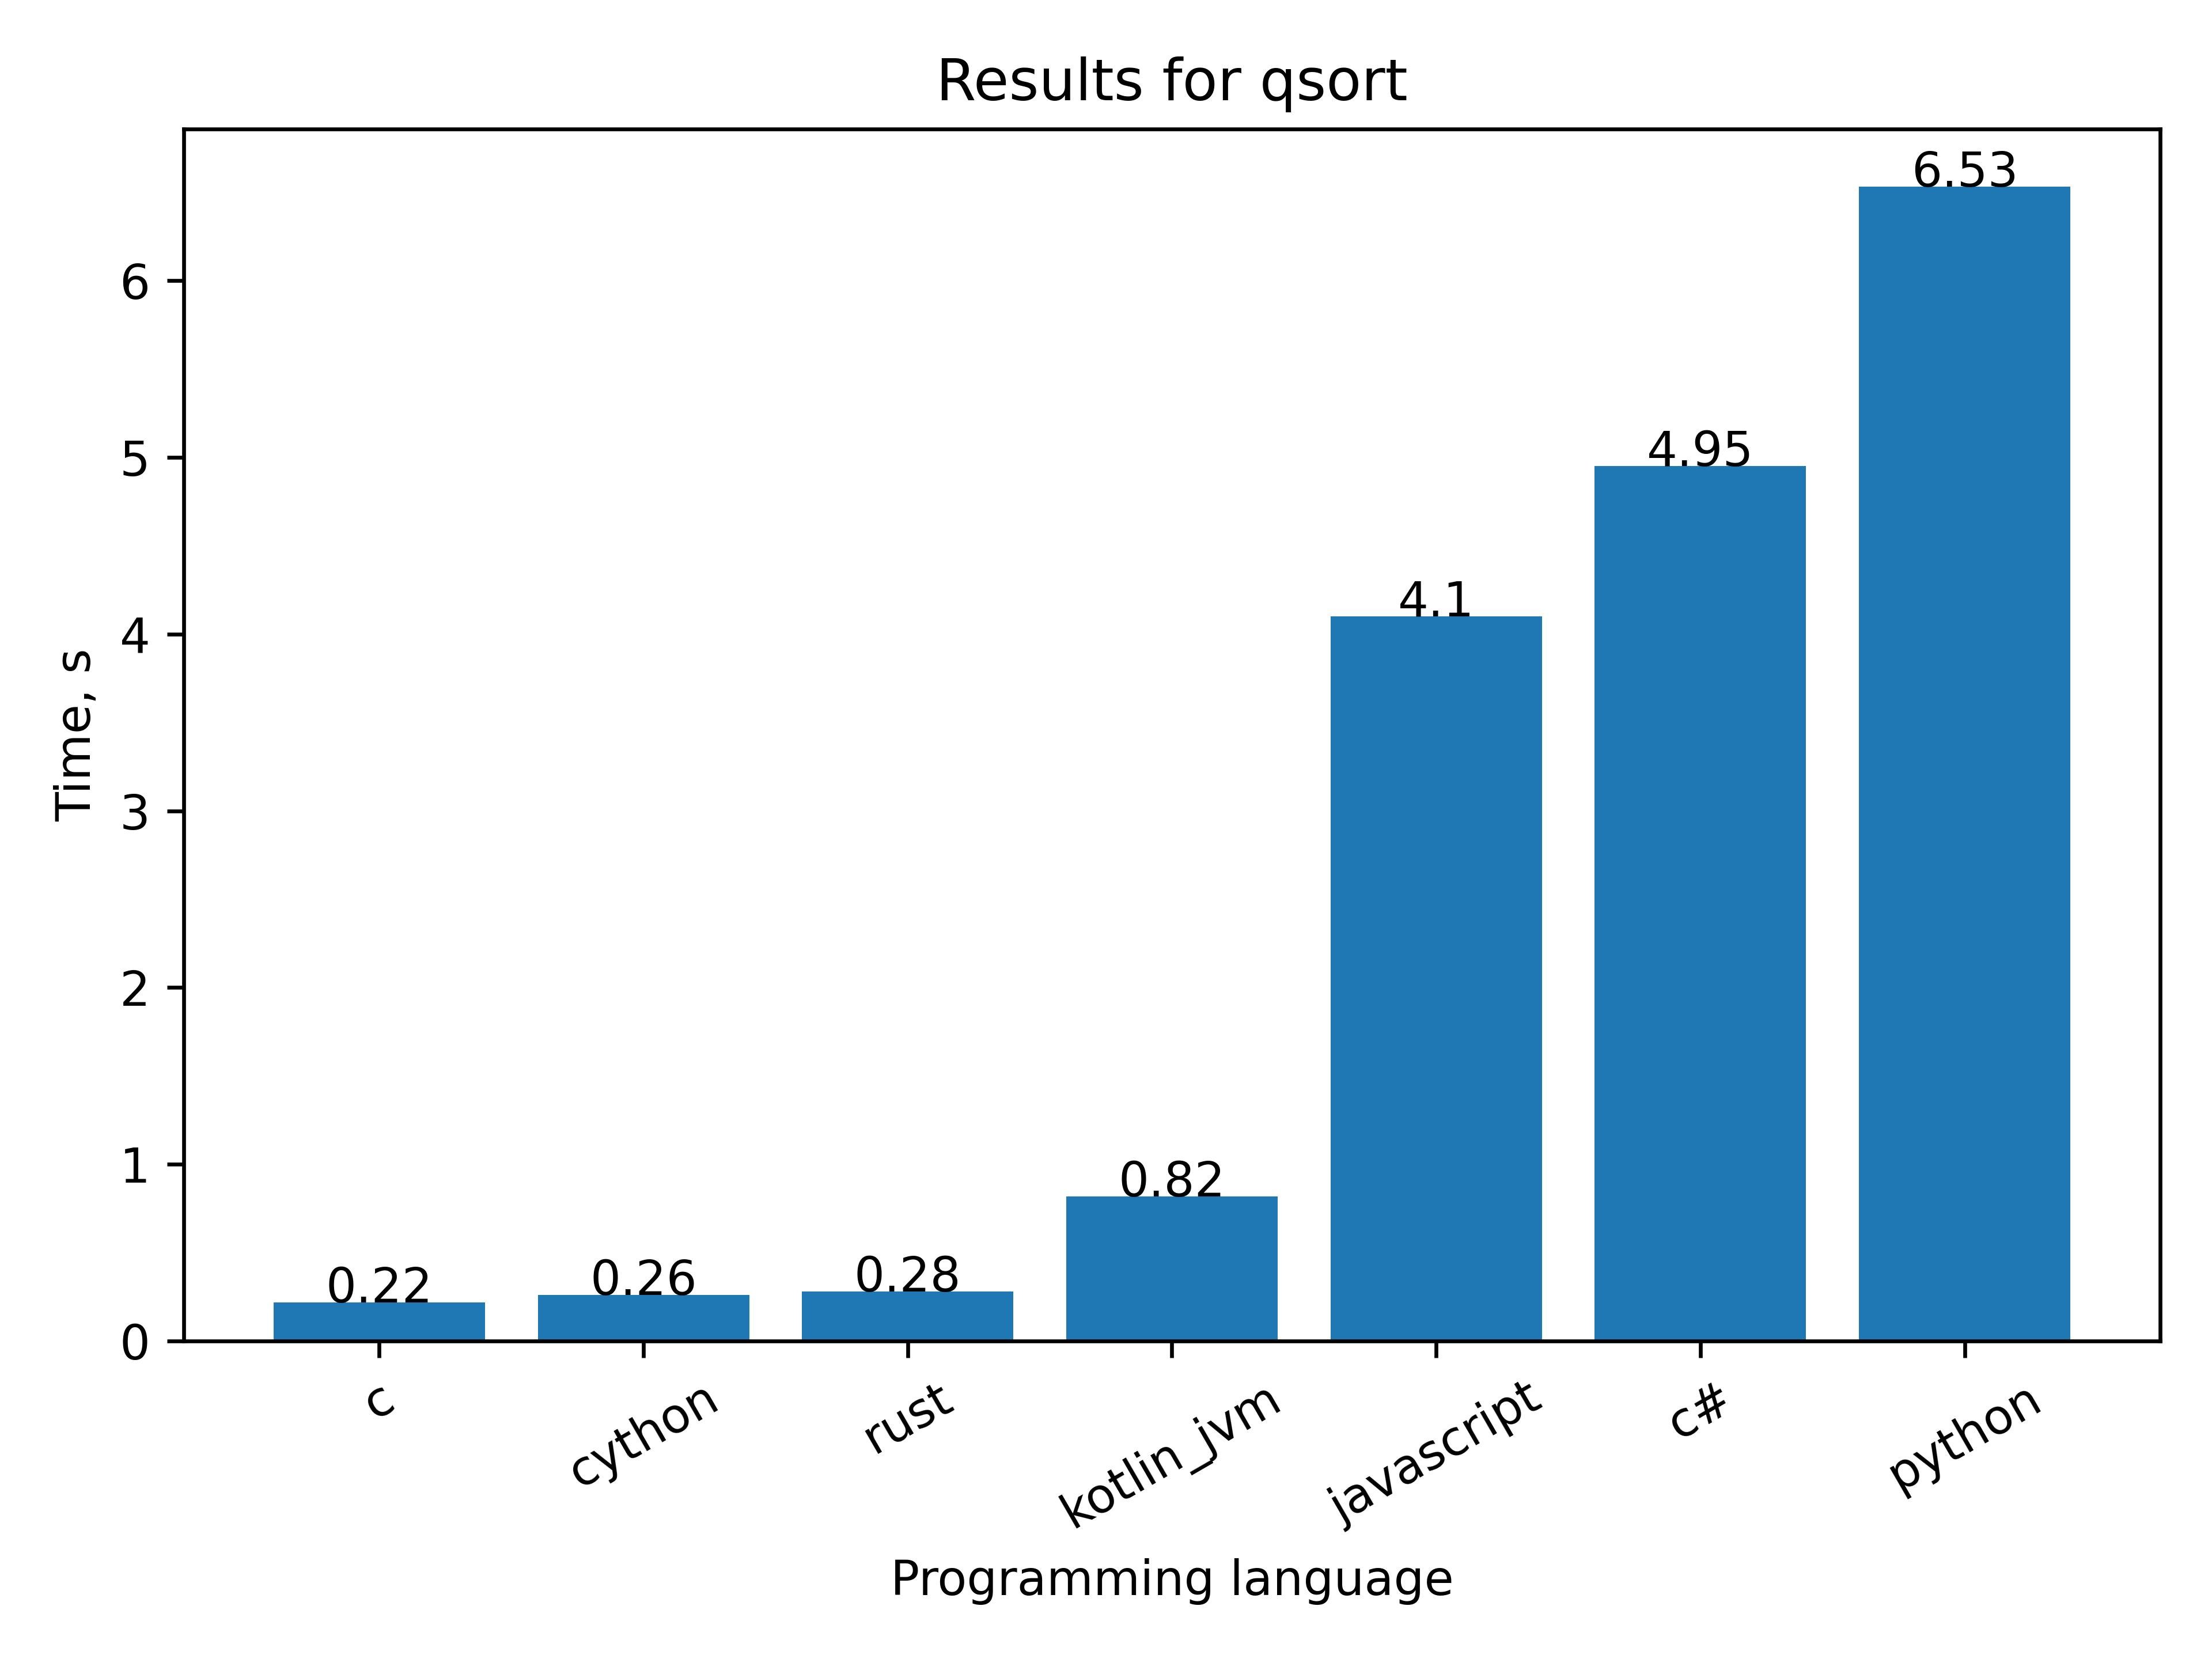 Results for qsort
6.53
6
5
4.95
4.1
4
Time, s
3
2
1
0.82
0.22
0.26
0.28
0
c
cython
rust
kotlin_jvm
javascript
c#
python
Programming language